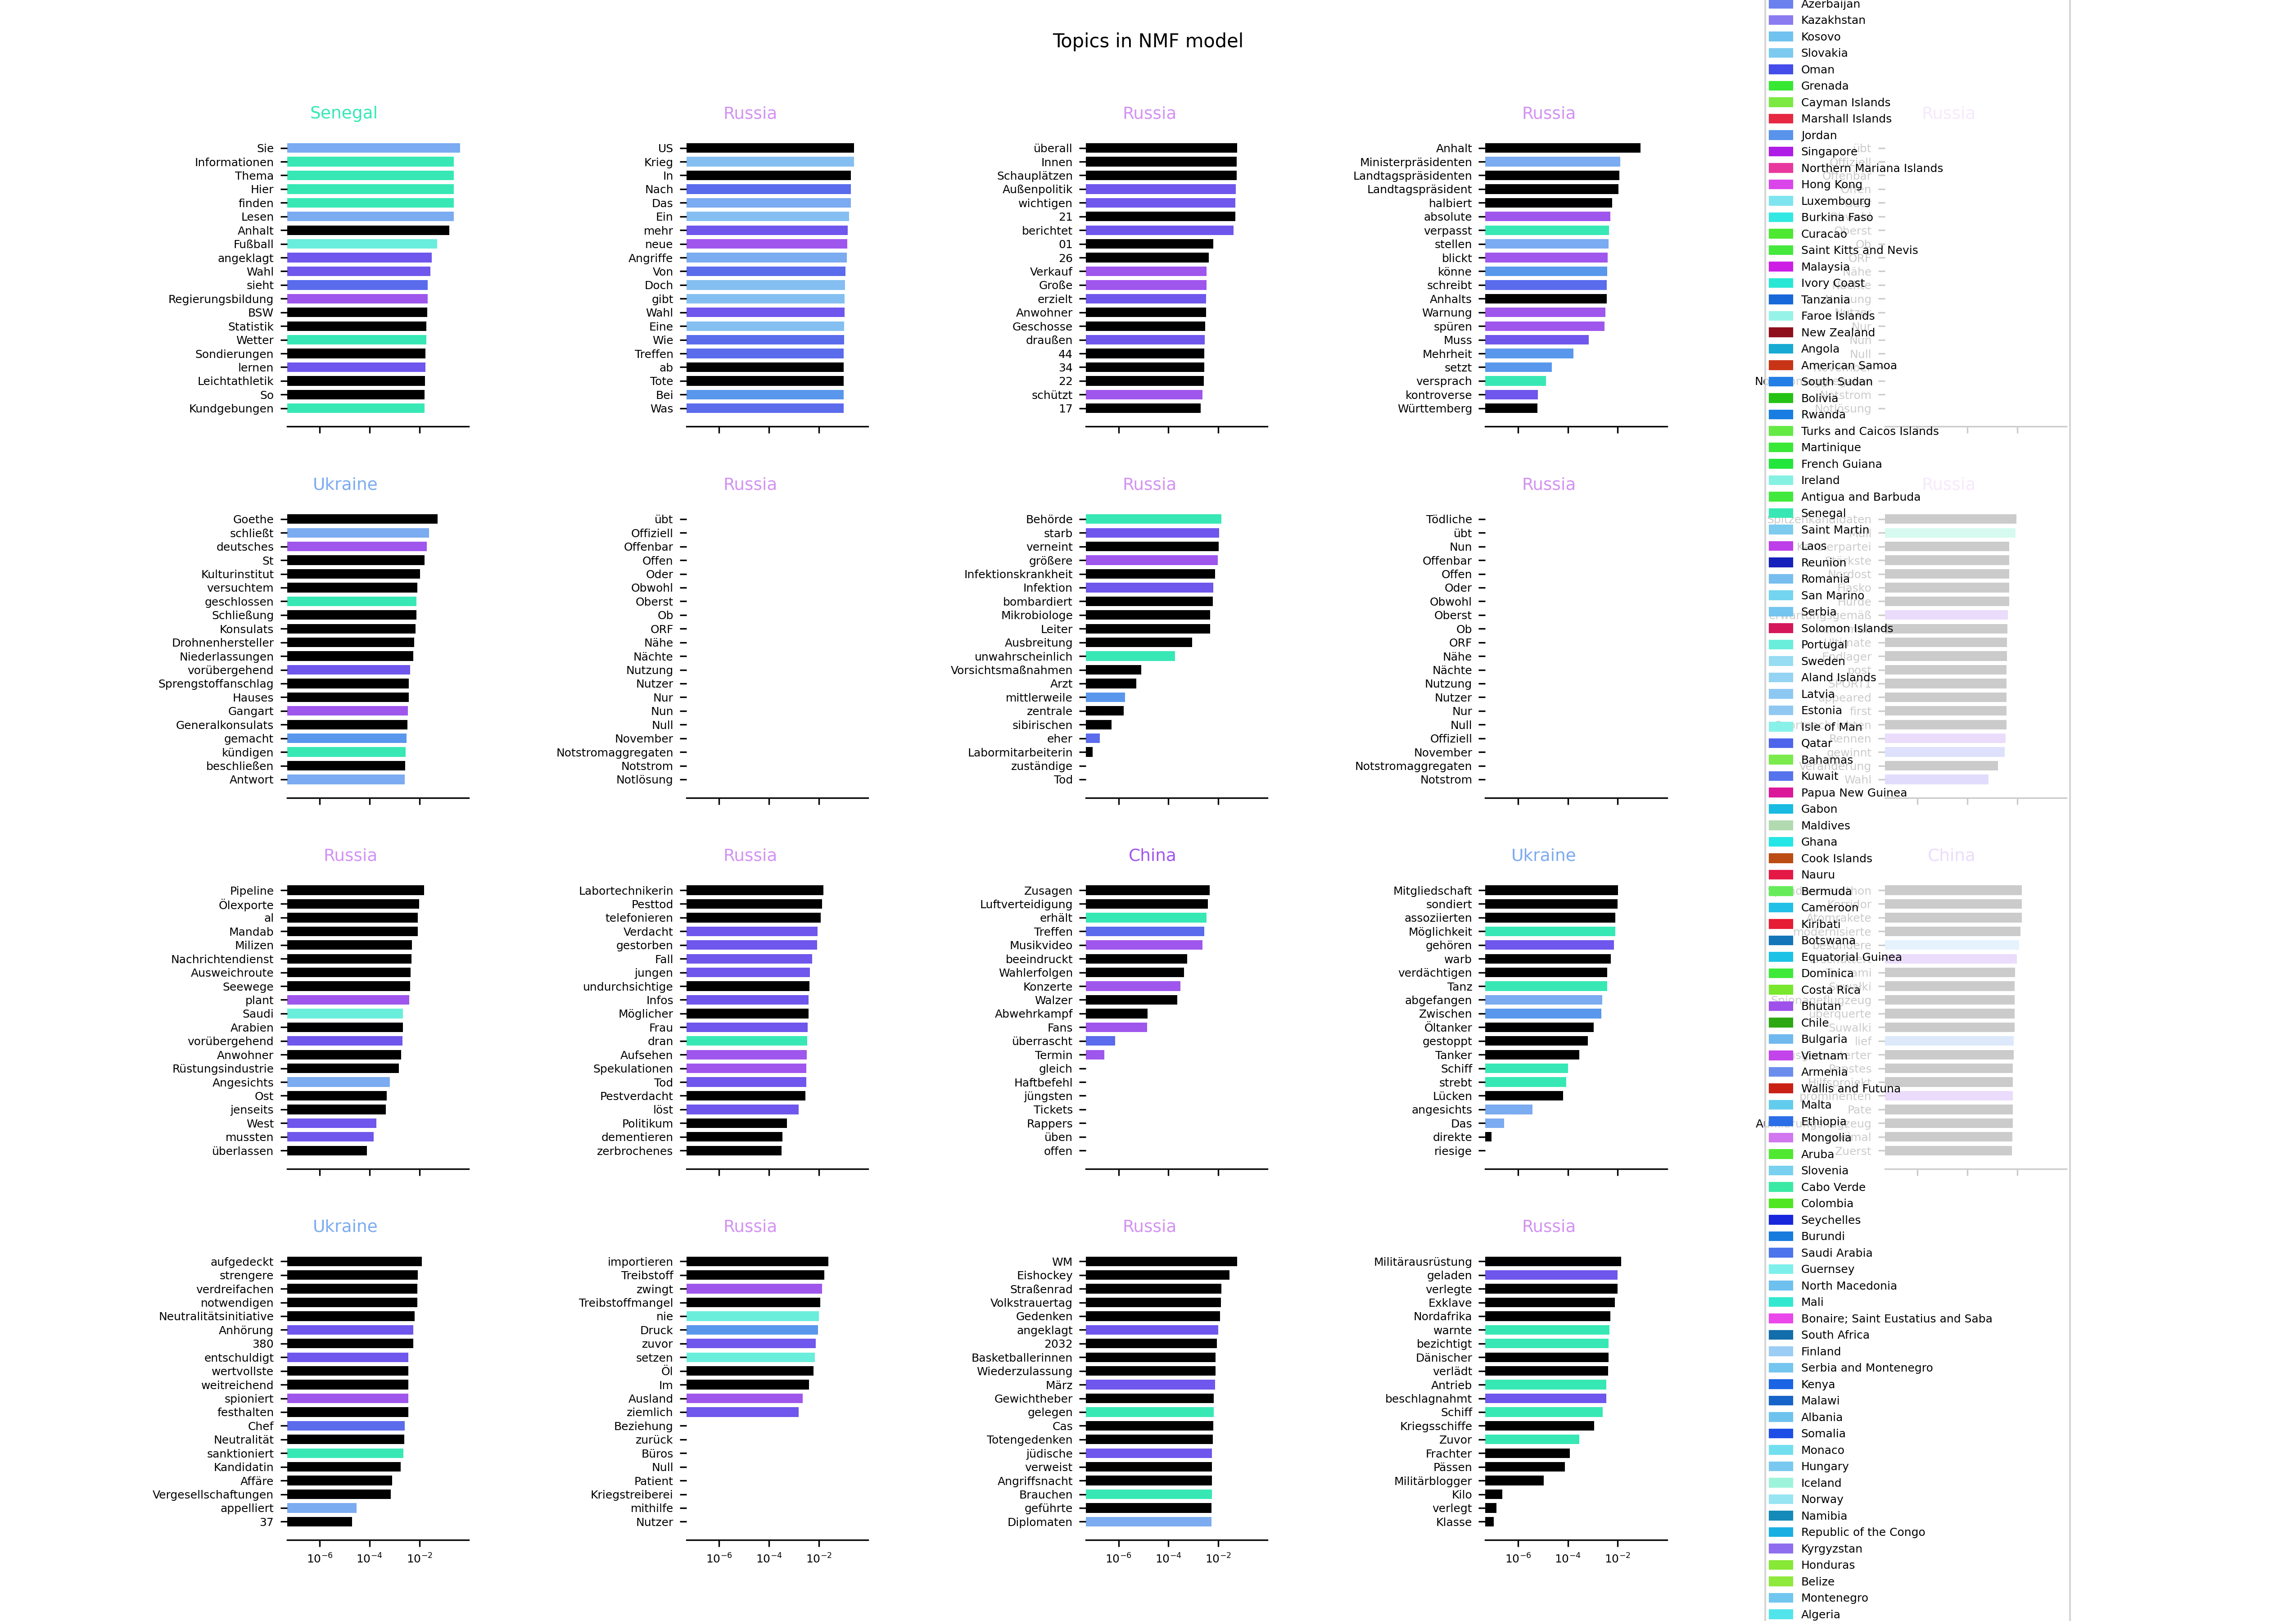 Topics in NMF model
Senegal
Sie
Informationen
Thema
Hier
finden
Lesen
Anhalt
Fußball
angeklagt
Wahl
sieht
Regierungsbildung
BSW
Statistik
Wetter
Sondierungen
lernen
Leichtathletik
So
Kundgebungen
Russia
US
Krieg
In
Nach
Das
Ein
mehr
neue
Angriffe
Von
Doch
gibt
Wahl
Eine
Wie
Treffen
ab
Tote
Bei
Was
Russia
überall
Innen
Schauplätzen
Außenpolitik
wichtigen
21
berichtet
01
26
Verkauf
Große
erzielt
Anwohner
Geschosse
draußen
44
34
22
schützt
17
Russia
Anhalt
Ministerpräsidenten
Landtagspräsidenten
Landtagspräsident
halbiert
absolute
verpasst
stellen
blickt
könne
schreibt
Anhalts
Warnung
spüren
Muss
Mehrheit
setzt
versprach
kontroverse
Württemberg
Russia
Ukraine
Goethe
schließt
deutsches
St
Kulturinstitut
versuchtem
geschlossen
Schließung
Konsulats
Drohnenhersteller
Niederlassungen
vorübergehend
Sprengstoffanschlag
Hauses
Gangart
Generalkonsulats
gemacht
kündigen
beschließen
Antwort
Russia
übt
Offiziell
Offenbar
Offen
Oder
Obwohl
Oberst
Ob
ORF
Nähe
Nächte
Nutzung
Nutzer
Nur
Nun
Null
November
Notstromaggregaten
Notstrom
Notlösung
Russia
Behörde
starb
verneint
größere
Infektionskrankheit
Infektion
bombardiert
Mikrobiologe
Leiter
Ausbreitung
unwahrscheinlich
Vorsichtsmaßnahmen
Arzt
mittlerweile
zentrale
sibirischen
eher
Labormitarbeiterin
zuständige
Tod
Russia
Tödliche
übt
Nun
Offenbar
Offen
Oder
Obwohl
Oberst
Ob
ORF
Nähe
Nächte
Nutzung
Nutzer
Nur
Null
Offiziell
November
Notstromaggregaten
Notstrom
Russia
Russia
Pipeline
Ölexporte
al
Mandab
Milizen
Nachrichtendienst
Ausweichroute
Seewege
plant
Saudi
Arabien
vorübergehend
Anwohner
Rüstungsindustrie
Angesichts
Ost
jenseits
West
mussten
überlassen
Russia
Labortechnikerin
Pesttod
telefonieren
Verdacht
gestorben
Fall
jungen
undurchsichtige
Infos
Möglicher
Frau
dran
Aufsehen
Spekulationen
Tod
Pestverdacht
löst
Politikum
dementieren
zerbrochenes
China
Zusagen
Luftverteidigung
erhält
Treffen
Musikvideo
beeindruckt
Wahlerfolgen
Konzerte
Walzer
Abwehrkampf
Fans
überrascht
Termin
gleich
Haftbefehl
jüngsten
Tickets
Rappers
üben
offen
Ukraine
Mitgliedschaft
sondiert
assoziierten
Möglichkeit
gehören
warb
verdächtigen
Tanz
abgefangen
Zwischen
Öltanker
gestoppt
Tanker
Schiff
strebt
Lücken
angesichts
Das
direkte
riesige
China
Ukraine
aufgedeckt
strengere
verdreifachen
notwendigen
Neutralitätsinitiative
Anhörung
380
entschuldigt
wertvollste
weitreichend
spioniert
festhalten
Chef
Neutralität
sanktioniert
Kandidatin
Affäre
Vergesellschaftungen
appelliert
37
10⁻⁶ 10⁻⁴ 10⁻²
Russia
importieren
Treibstoff
zwingt
Treibstoffmangel
nie
Druck
zuvor
setzen
Öl
Im
Ausland
ziemlich
Beziehung
zurück
Büros
Null
Patient
Kriegstreiberei
mithilfe
Nutzer
10⁻⁶ 10⁻⁴ 10⁻²
Russia
WM
Eishockey
Straßenrad
Volkstrauertag
Gedenken
angeklagt
2032
Basketballerinnen
Wiederzulassung
März
Gewichtheber
gelegen
Cas
Totengedenken
jüdische
verweist
Angriffsnacht
Brauchen
geführte
Diplomaten
10⁻⁶ 10⁻⁴ 10⁻²
Russia
Militärausrüstung
geladen
verlegte
Exklave
Nordafrika
warnte
bezichtigt
Dänischer
verlädt
Antrieb
beschlagnahmt
Schiff
Kriegsschiffe
Zuvor
Frachter
Pässen
Militärblogger
Kilo
verlegt
Klasse
10⁻⁶ 10⁻⁴ 10⁻²
Azerbaijan
Kazakhstan
Kosovo
Slovakia
Oman
Grenada
Cayman Islands
Marshall Islands
Jordan
Singapore
Northern Mariana Islands
Hong Kong
Luxembourg
Burkina Faso
Curacao
Saint Kitts and Nevis
Malaysia
Ivory Coast
Tanzania
Faroe Islands
New Zealand
Angola
American Samoa
South Sudan
Bolivia
Rwanda
Turks and Caicos Islands
Martinique
French Guiana
Ireland
Antigua and Barbuda
Senegal
Saint Martin
Laos
Reunion
Romania
San Marino
Serbia
Solomon Islands
Portugal
Sweden
Aland Islands
Latvia
Estonia
Isle of Man
Qatar
Bahamas
Kuwait
Papua New Guinea
Gabon
Maldives
Ghana
Cook Islands
Nauru
Bermuda
Cameroon
Kiribati
Botswana
Equatorial Guinea
Dominica
Costa Rica
Bhutan
Chile
Bulgaria
Vietnam
Armenia
Wallis and Futuna
Malta
Ethiopia
Mongolia
Aruba
Slovenia
Cabo Verde
Colombia
Seychelles
Burundi
Saudi Arabia
Guernsey
North Macedonia
Mali
Bonaire; Saint Eustatius and Saba
South Africa
Finland
Serbia and Montenegro
Kenya
Malawi
Albania
Somalia
Monaco
Hungary
Iceland
Norway
Namibia
Republic of the Congo
Kyrgyzstan
Honduras
Belize
Montenegro
Algeria